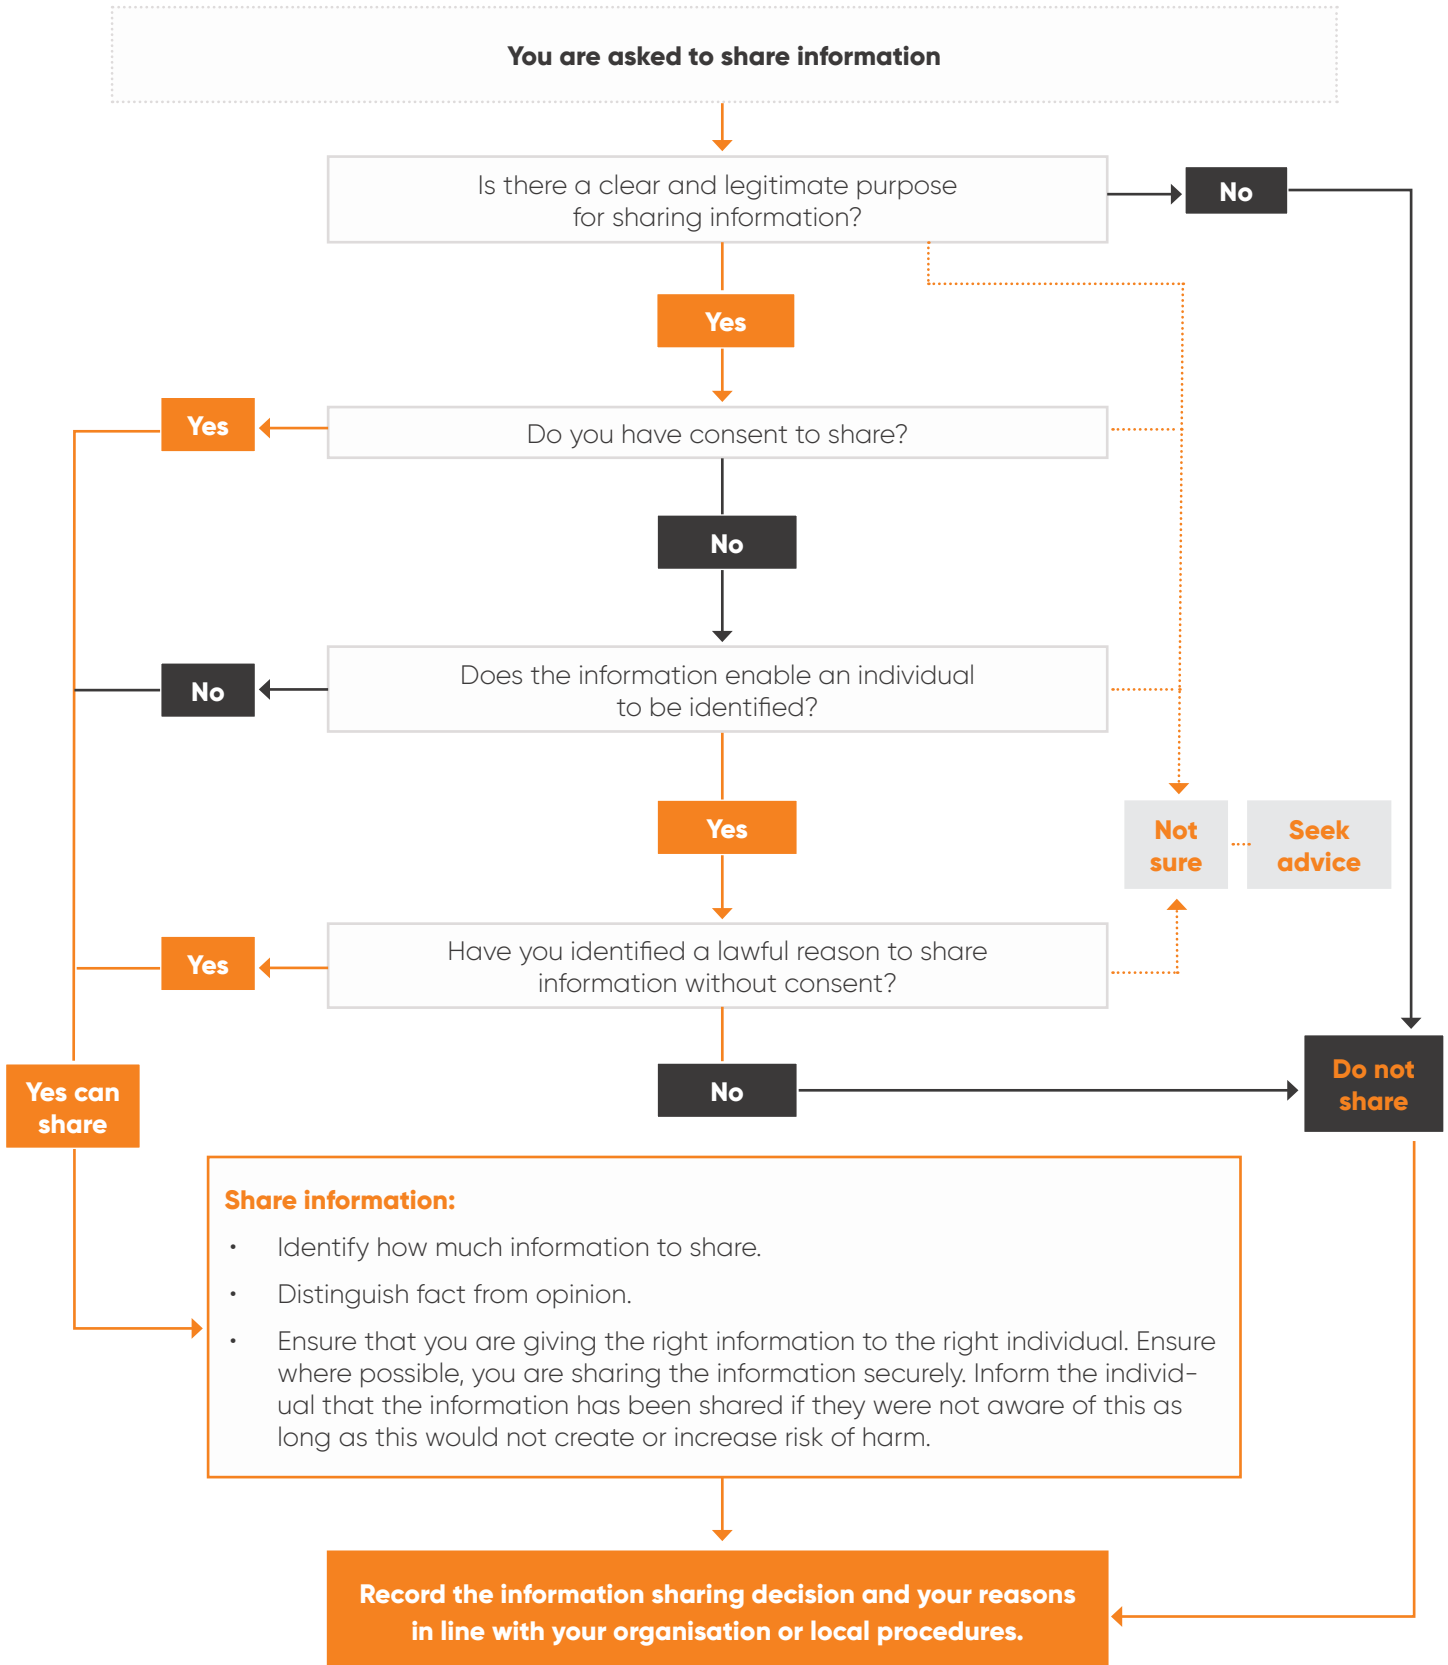 You are asked to share information
Is there a clear and legitimate purpose
for sharing information?
No
Yes
Yes
Do you have consent to share?
No
No
Does the information enable an individual
to be identified?
Yes
Not
sure
Seek
advice
Yes
Have you identified a lawful reason to share
information without consent?
Yes can
share
No
Do not
share
Share information:
• Identify how much information to share.
• Distinguish fact from opinion.
• Ensure that you are giving the right information to the right individual. Ensure
where possible, you are sharing the information securely. Inform the individ-
ual that the information has been shared if they were not aware of this as
long as this would not create or increase risk of harm.
Record the information sharing decision and your reasons
in line with your organisation or local procedures.